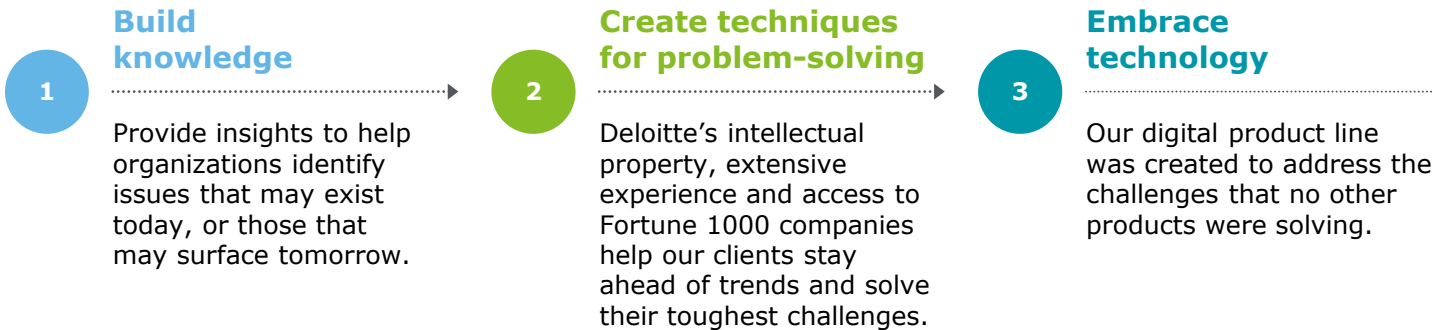 1
Build
knowledge
Provide insights to help
organizations identify
issues that may exist
today, or those that
may surface tomorrow.
2
Create techniques
for problem-solving
Deloitte’s intellectual
property, extensive
experience and access to
Fortune 1000 companies
help our clients stay
ahead of trends and solve
their toughest challenges.
3
Embrace
technology
Our digital product line
was created to address the
challenges that no other
products were solving.